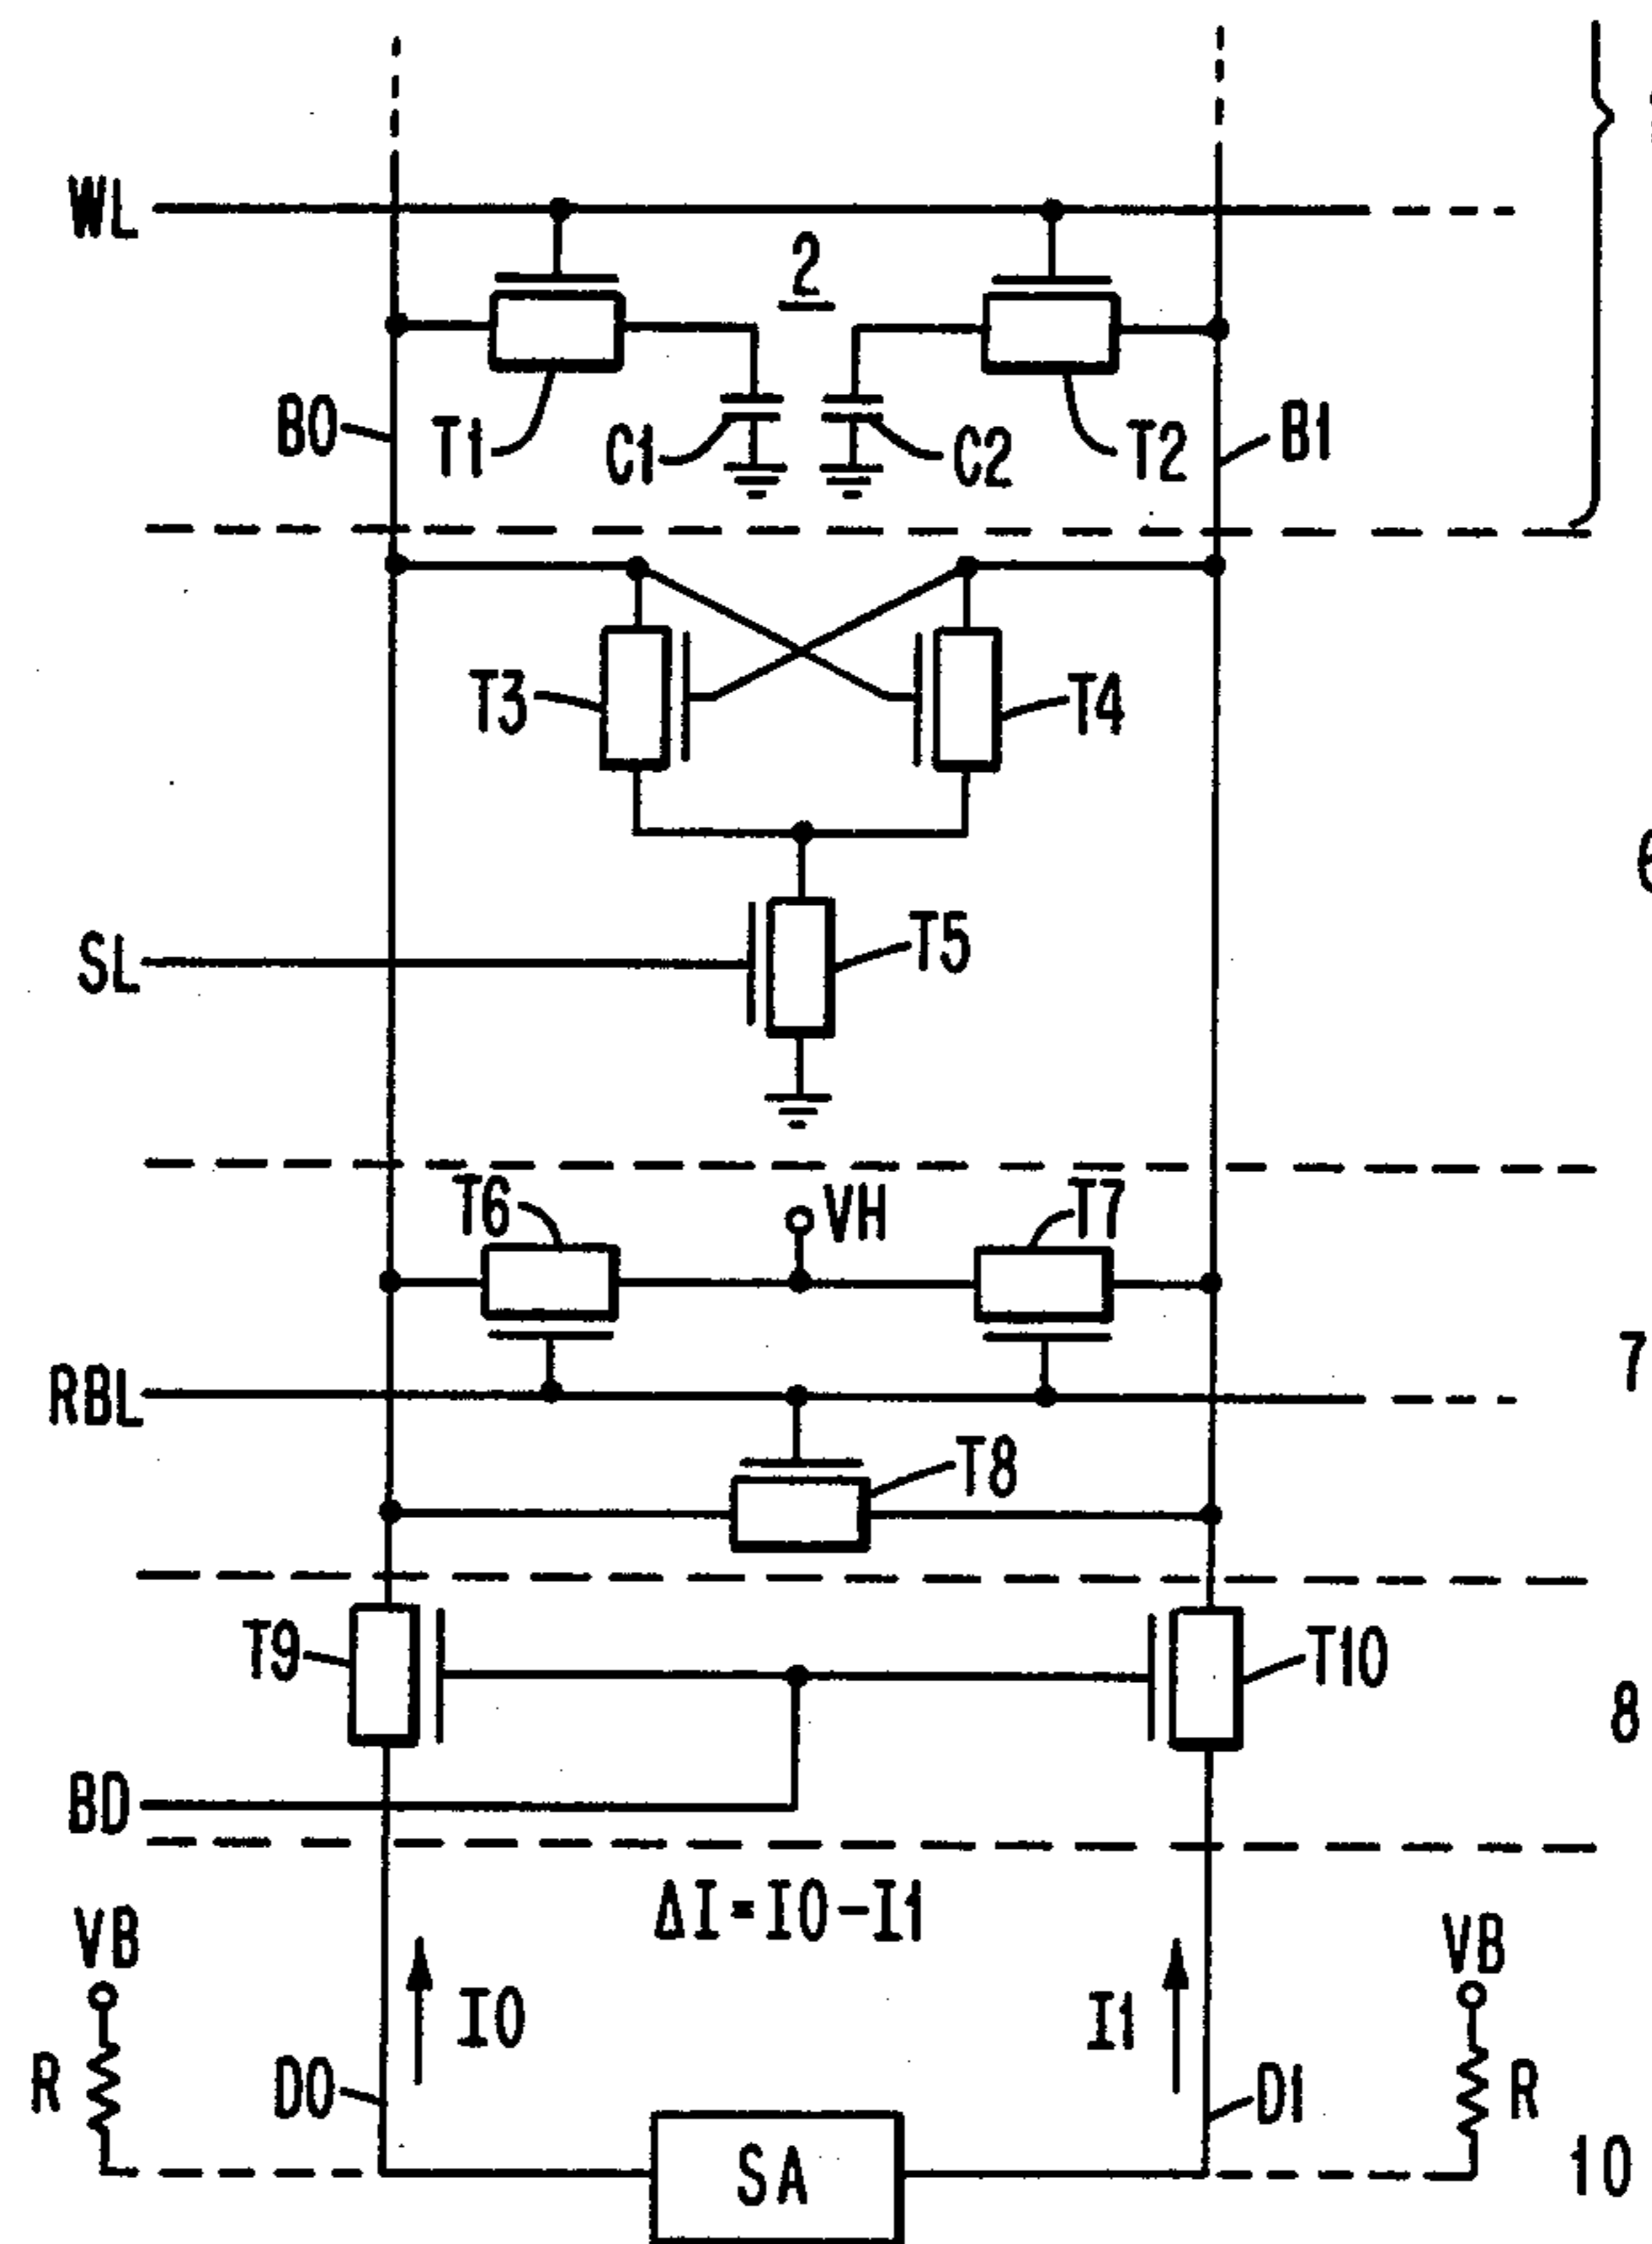 WL
2
B0
T1
C1
C2
T2
B1
T3
T4
SL
T5
T6
VH
T7
RBL
7
T8
T9
T10
8
BD
ΔI=I0-I1
VB
VB
I0
I1
R
D0
D1
R
SA
10